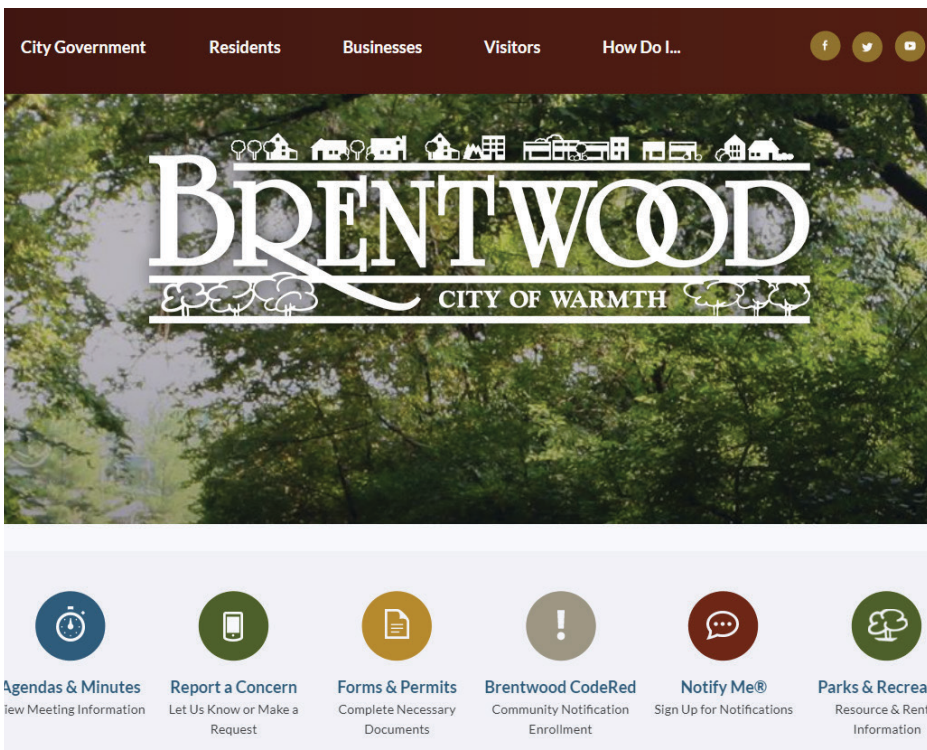 City Government Residents Businesses Visitors How Do I...
BRENTWOOD
CITY OF WARMTH
Agendas & Minutes Report a Concern Forms & Permits Brentwood CodeRed Notify Me® Parks & Recrea
iew Meeting Information Let Us Know or Make a Complete Necessary Community Notification Sign Up for Notifications Resource & Rent
Request Documents Enrollment Information